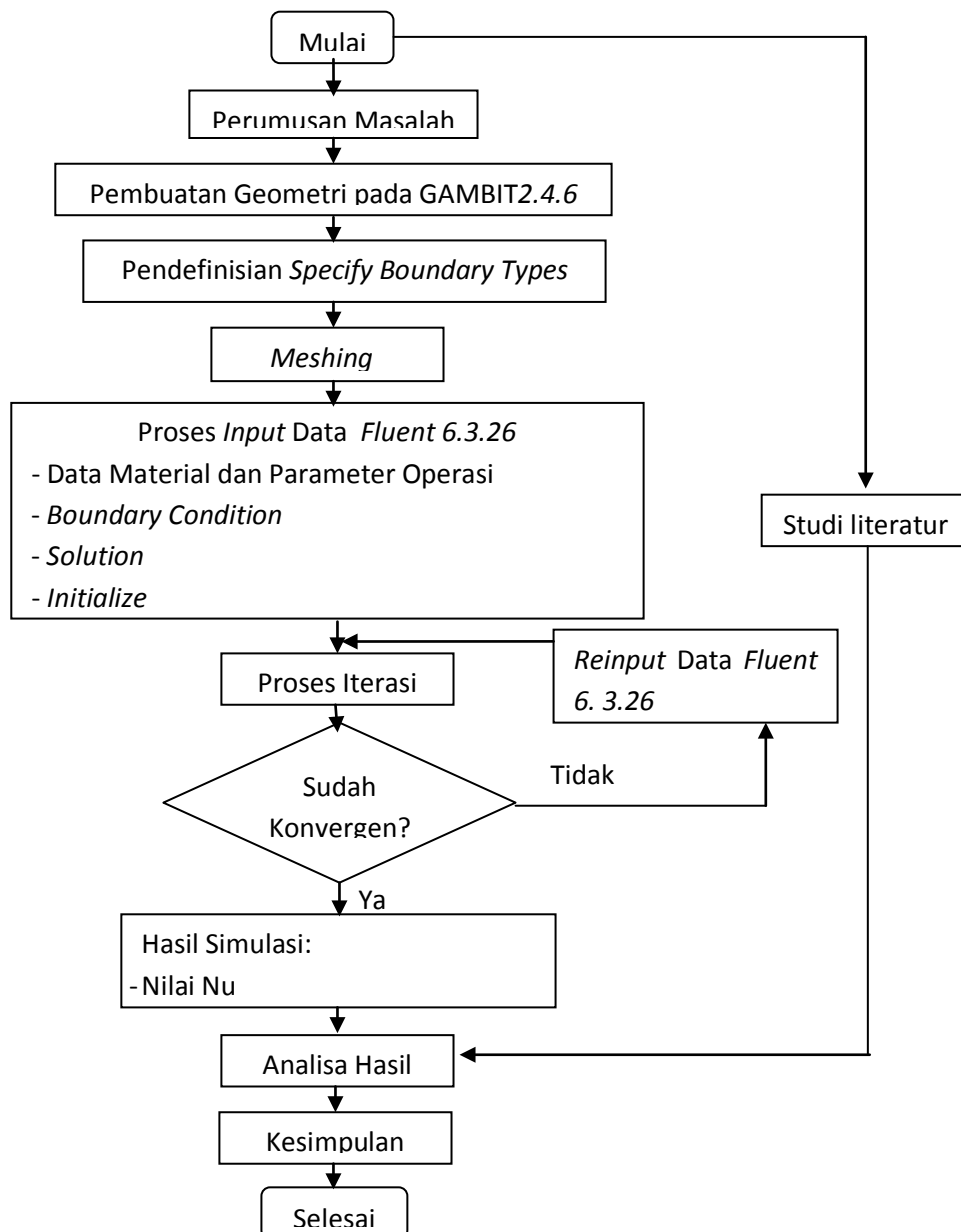 Mulai
Perumusan Masalah
Pembuatan Geometri pada GAMBIT2.4.6
Pendefinisian Specify Boundary Types
Meshing
Proses Input Data Fluent 6.3.26
- Data Material dan Parameter Operasi
- Boundary Condition
- Solution
- Initialize
Studi literatur
Reinput Data Fluent
6. 3.26
Proses Iterasi
Tidak
Sudah
Konvergen?
Ya
Hasil Simulasi:
- Nilai Nu
Analisa Hasil
Kesimpulan
Selesai